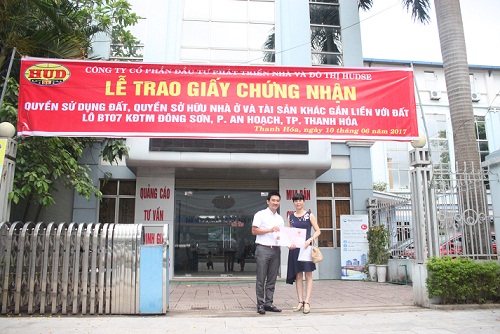 HUD
CÔNG TY CỔ PHẦN ĐẦU TƯ PHÁT TRIỂN NHÀ VÀ ĐÔ THỊ HUDSE
LỄ TRAO GIẤY CHỨNG NHẬN
QUYỀN SỬ DỤNG ĐẤT, QUYỀN SỞ HỮU NHÀ Ở VÀ TÀI SẢN KHÁC GẮN LIỀN VỚI ĐẤT
LÔ BT07 KĐTM ĐÔNG SƠN, P. AN HOẠCH, TP. THANH HÓA
Thanh Hóa, ngày 10 tháng 06 năm 2017
QUẢNG CÁO
TƯ VẤN
MUA BÁN